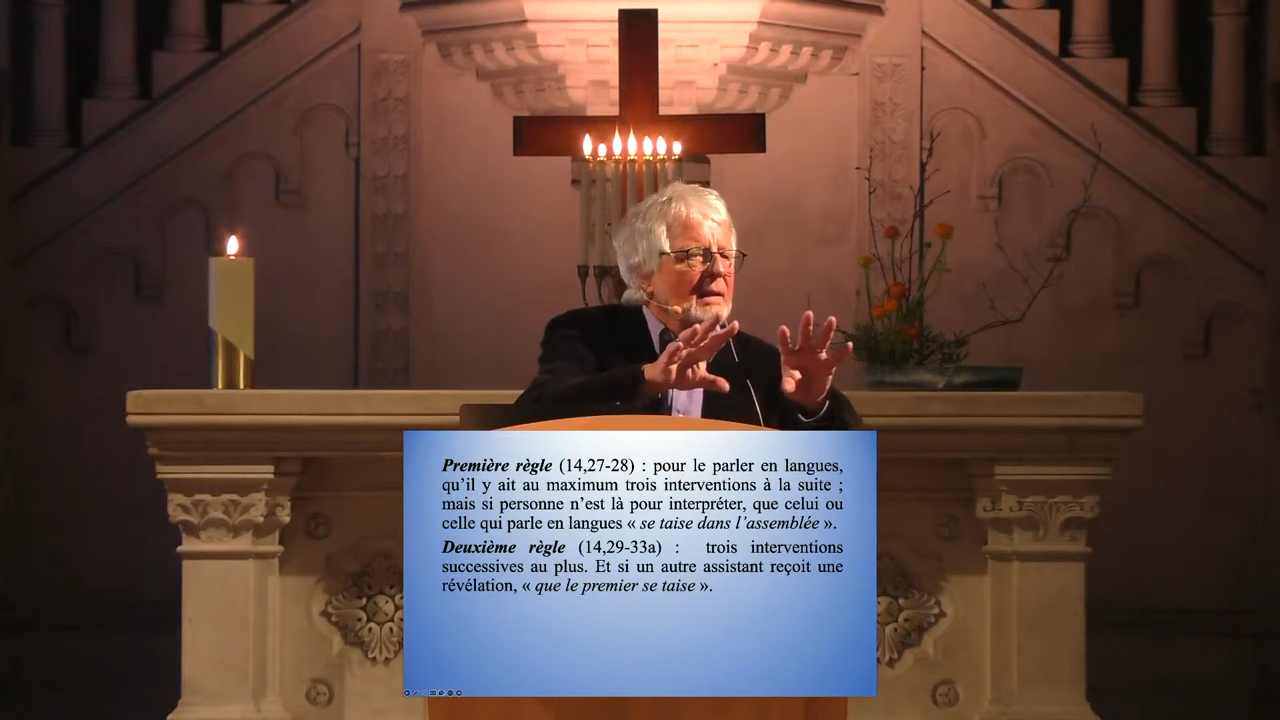 Première règle (14,27-28) : pour le parler en langues,
qu’il y ait au maximum trois interventions à la suite ;
mais si personne n’est là pour interpréter, que celui ou
celle qui parle en langues « se taise dans l’assemblée ».
Deuxième règle (14,29-33a) : trois interventions
successives au plus. Et si un autre assistant reçoit une
révélation, « que le premier se taise ».